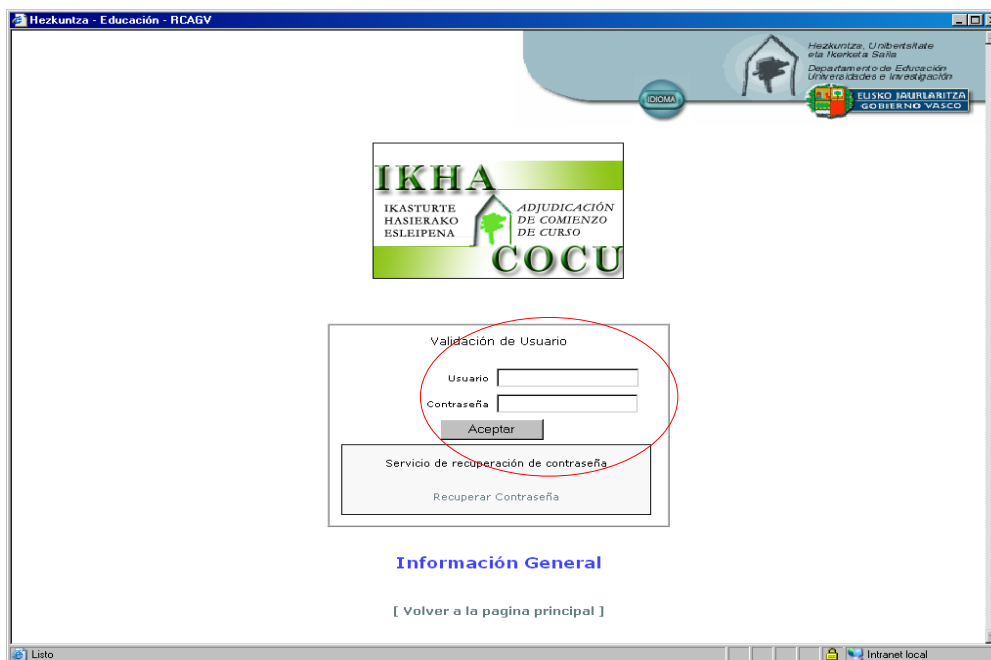 Hezkuntza - Educación - RCAGV
Hezkuntza, Unibertsitate
eta Ikerketa Saila
Departamento de Educación
Universidades e Investigación
EUSKO JAURLARITZA
GOBIERNO VASCO
IDIOMA
IKHA
IKASTURTE
HASIERAKO
ESLEIPENA
ADJUDICACIÓN
DE COMIENZO
DE CURSO
COCU
Validación de Usuario
Usuario
Contraseña
Aceptar
Servicio de recuperación de contraseña
Recuperar Contraseña
Información General
[ Volver a la pagina principal ]
Listo
Intranet local